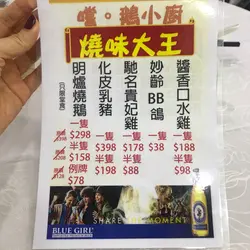 嚐。鵝小廚
燒味大王
醬香口水雞
一隻
$188
半隻
$98
妙齡BB鴿
一隻
$38
馳名貴妃雞
一隻
$178
半隻
$88
化皮乳豬
一隻
$398
半隻
$198
明爐燒鵝
(只限堂食)
一隻
$298
半隻
$158
例牌
$78
SHARE THE MOMENT
BLUE GIRL